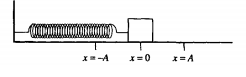 x = -A x = 0 x = A